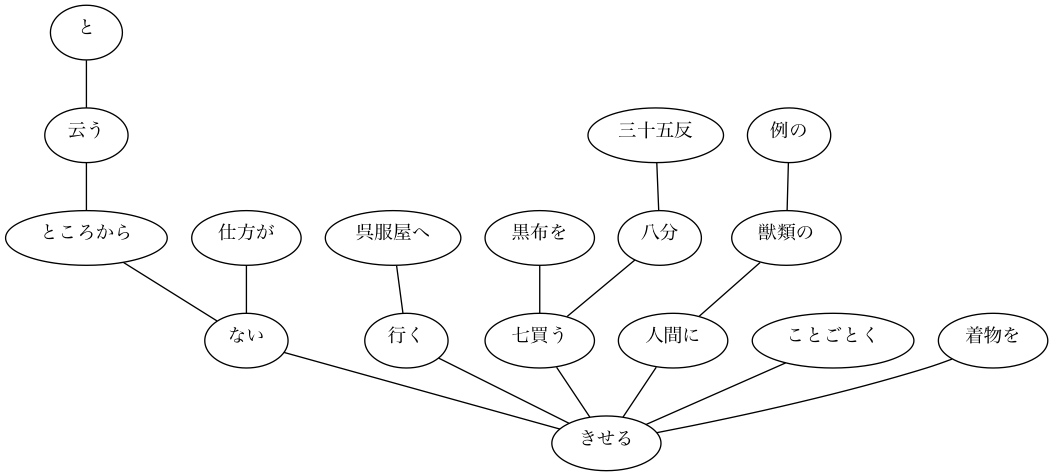 と
云う
三十五反
例の
ところから
仕方が
呉服屋へ
黒布を
八分
獣類の
ない
行く
七買う
人間に
ことごとく
着物を
きせる